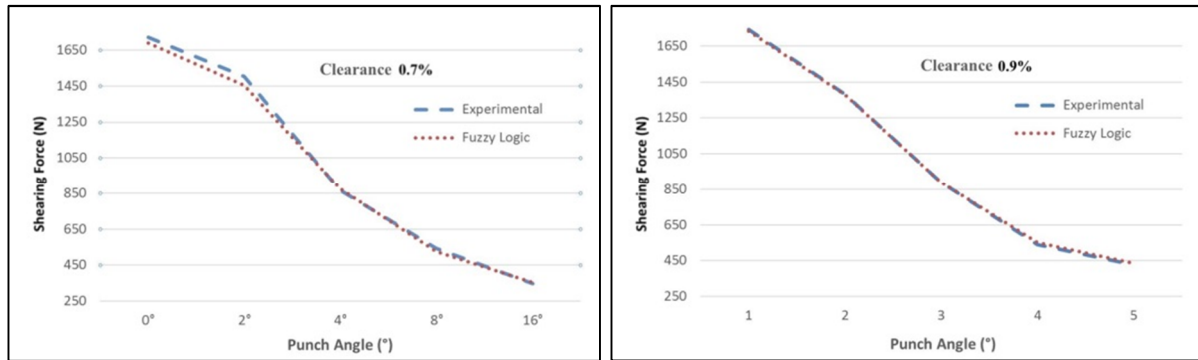 Clearance 0.7%
Experimental
Fuzzy Logic
Shearing Force (N)
1650
1450
1250
1050
850
650
450
250
0°
2°
4°
8°
16°
Punch Angle (°)
Clearance 0.9%
Experimental
Fuzzy Logic
Shearing Force (N)
1650
1450
1250
1050
850
650
450
250
1
2
3
4
5
Punch Angle (°)